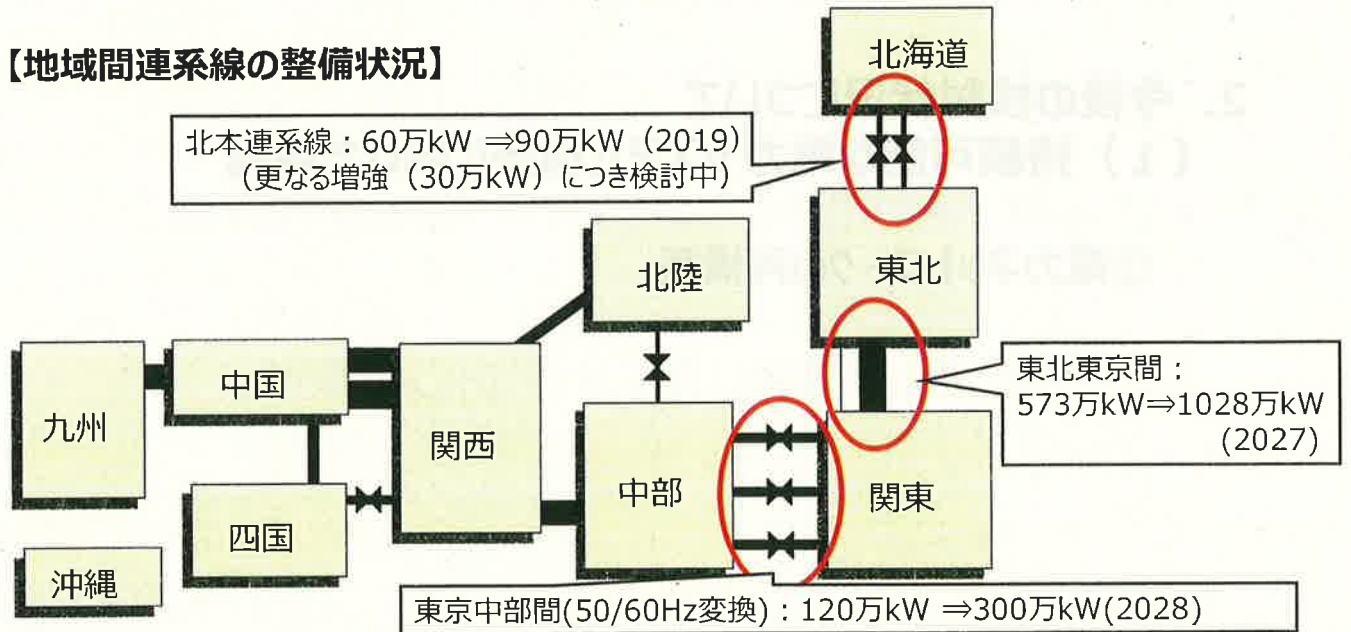 【地域間連系線の整備状況】
北海道
北本連系線：60万kW ⇒90万kW（2019）
（更なる増強（30万kW）につき検討中）
北陸
東北
九州
中国
関西
中部
関東
東北東京間：
573万kW⇒1028万kW
(2027)
四国
沖縄
東京中部間(50/60Hz変換)：120万kW ⇒300万kW(2028)